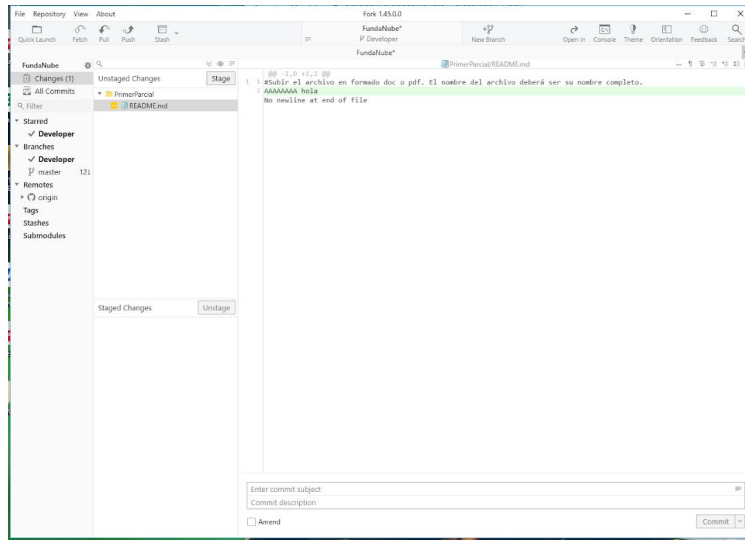 File Repository View About
Fork 1.45.0.0
Quick Launch Fetch Pull Push Stash
FundaNube*
Developer
New Branch
Open in Console Theme Orientation Feedback Search
FundaNube*
FundaNube
Changes (1)
All Commits
Filter
Starred
Developer
Branches
Developer
master 12↓
Remotes
origin
Tags
Stashes
Submodules
Unstaged Changes Stage
PrimerParcial
README.md
Staged Changes Unstage
PrimerParcial/README.md
@@ -1,0 +1,2 @@
1 1 #Subir el archivo en formado doc o pdf. El nombre del archivo deberá ser su nombre completo.
2 AAAAAAAA hola
No newline at end of file
Enter commit subject
Commit description
Amend
Commit